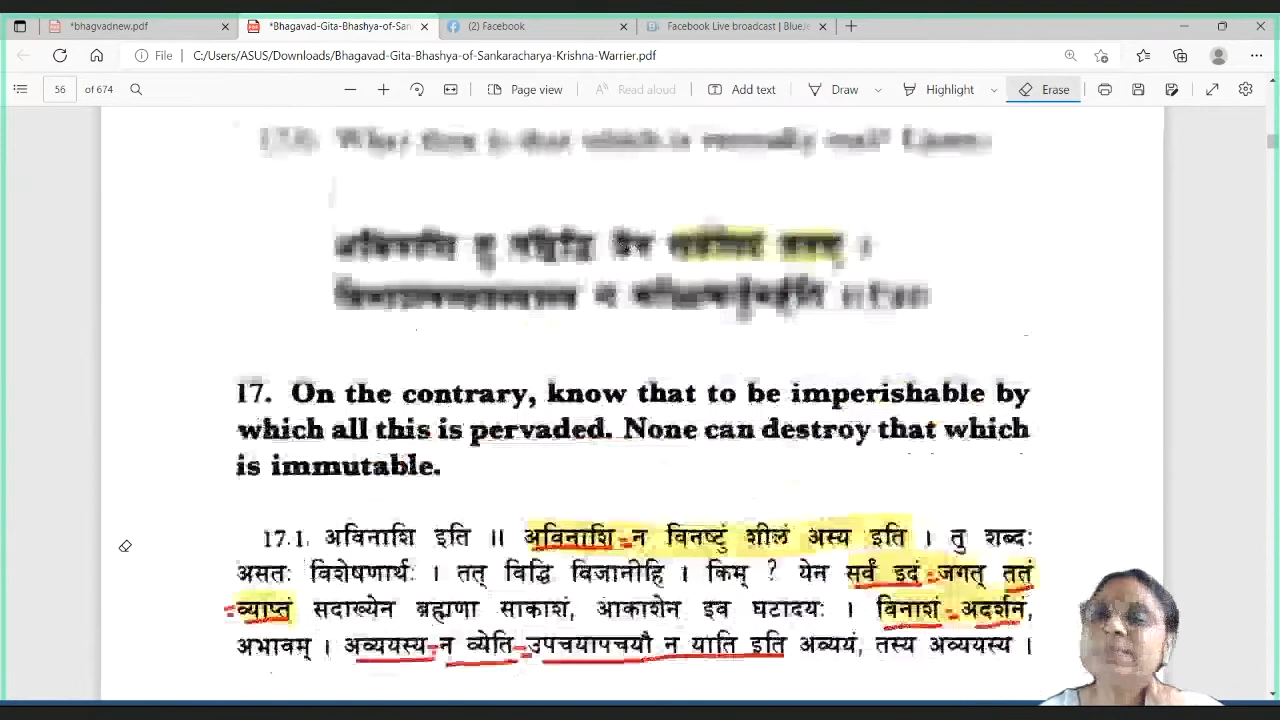 *bhagvadnew.pdf
*Bhagavad-Gita-Bhashya-of-San
(2) Facebook
Facebook Live broadcast | BlueJe
File
C:/Users/ASUS/Downloads/Bhagavad-Gita-Bhashya-of-Sankaracharya-Krishna-Warrier.pdf
56 of 674
Page view
Read aloud
Add text
Draw
Highlight
Erase
17. On the contrary, know that to be imperishable by
which all this is pervaded. None can destroy that which
is immutable.
17.1. अविनाशि इति ॥ अविनाशि न विनष्टुं शीलं अस्य इति । तु शब्दः
असतः विशेषणार्थः । तत् विद्धि विजानीहि । किम् ? येन सर्वं इदं जगत् ततं
व्याप्तं सदाख्येन ब्रह्मणा साकाशं, आकाशेन इव घटादयः । विनाशं अदर्शनं,
अभावम् । अव्ययस्य न व्येति उपचयापचयौ न याति इति अव्ययं, तस्य अव्ययस्य ।